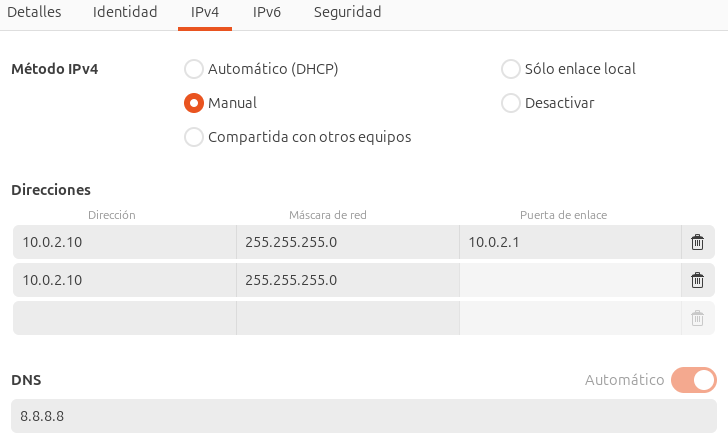 Detalles Identidad IPv4 IPv6 Seguridad
Método IPv4 Automático (DHCP) Sólo enlace local
Manual Desactivar
Compartida con otros equipos
Direcciones
Dirección Máscara de red Puerta de enlace
10.0.2.10 255.255.255.0 10.0.2.1
10.0.2.10 255.255.255.0
DNS Automático
8.8.8.8